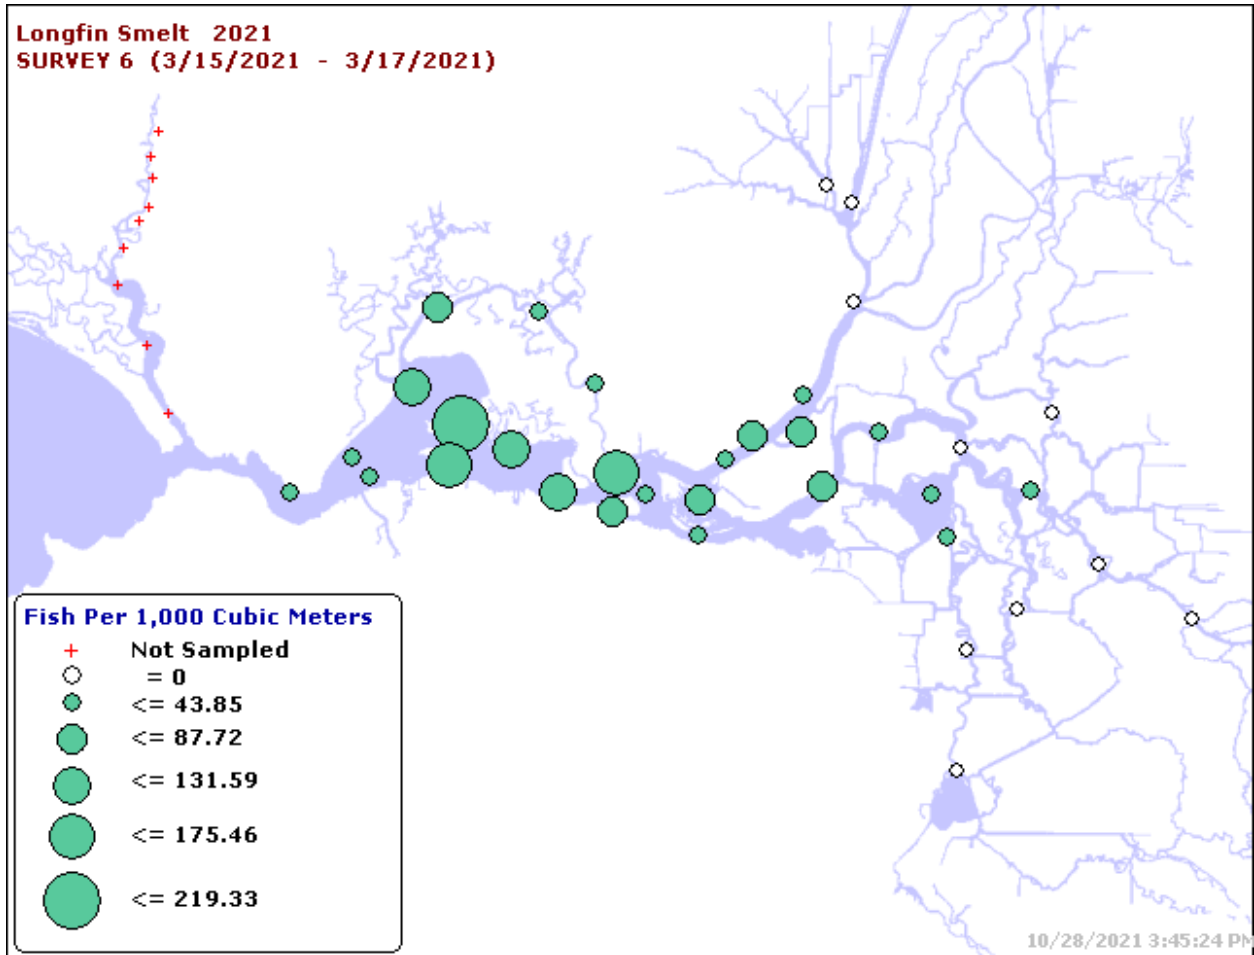 Longfin Smelt 2021
SURVEY 6 (3/15/2021 - 3/17/2021)
Fish Per 1,000 Cubic Meters
Not Sampled
= 0
<= 43.85
<= 87.72
<= 131.59
<= 175.46
<= 219.33
10/28/2021 3:45:24 PM